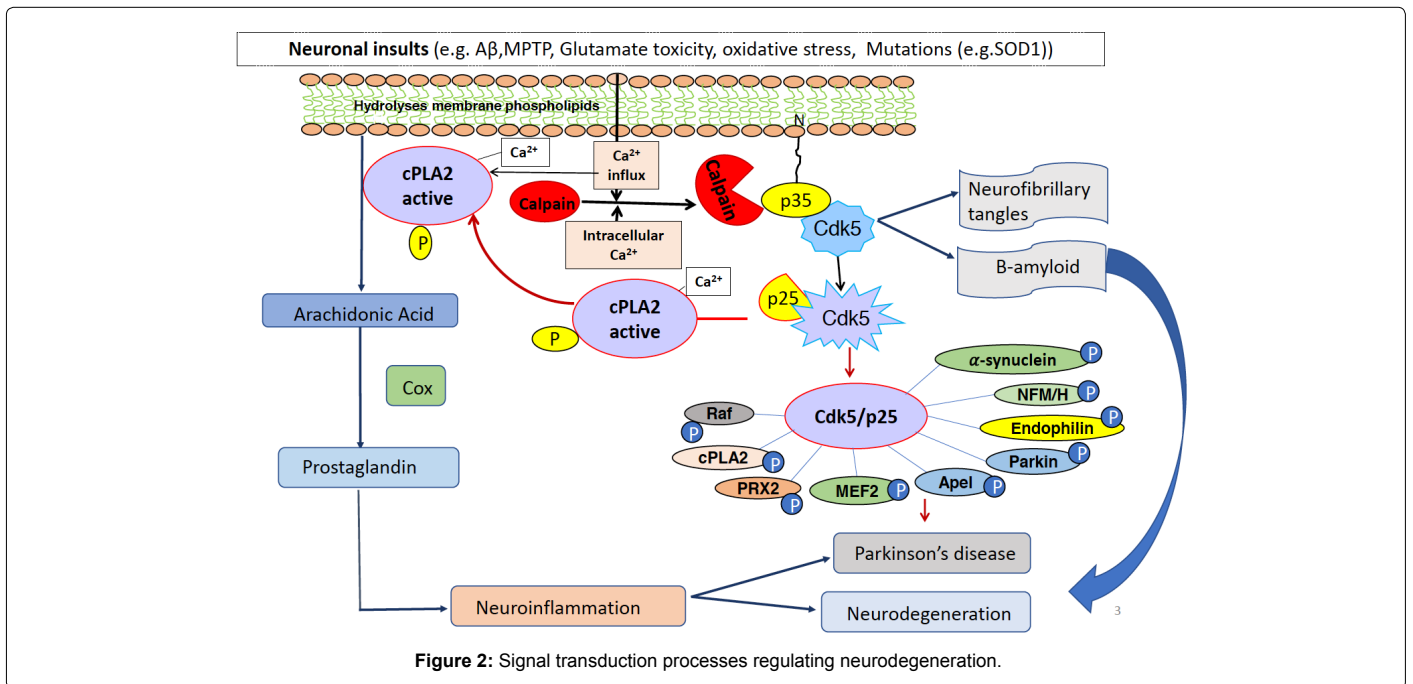 Neuronal insults (e.g. Aβ,MPTP, Glutamate toxicity, oxidative stress, Mutations (e.g.SOD1))
Hydrolyses membrane phospholipids
N
Ca²⁺
cPLA2
active
P
Ca²⁺
influx
Calpain
Intracellular
Ca²⁺
Calpain
p35
Cdk5
Neurofibrillary
tangles
B-amyloid
Ca²⁺
cPLA2
active
P
p25
Cdk5
Arachidonic Acid
Cox
Prostaglandin
Cdk5/p25
α-synuclein
P
NFM/H
P
Endophilin
P
Parkin
P
Apel
P
MEF2
P
PRX2
P
cPLA2
P
Raf
P
Parkinson’s disease
Neuroinflammation
Neurodegeneration
3
Figure 2: Signal transduction processes regulating neurodegeneration.